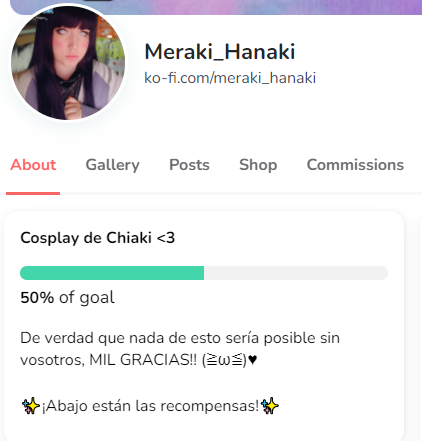 Meraki_Hanaki
ko-fi.com/meraki_hanaki
About Gallery Posts Shop Commissions
Cosplay de Chiaki <3
50% of goal
De verdad que nada de esto sería posible sin
vosotros, MIL GRACIAS!! (≧ω≦)♥
✨¡Abajo están las recompensas!✨